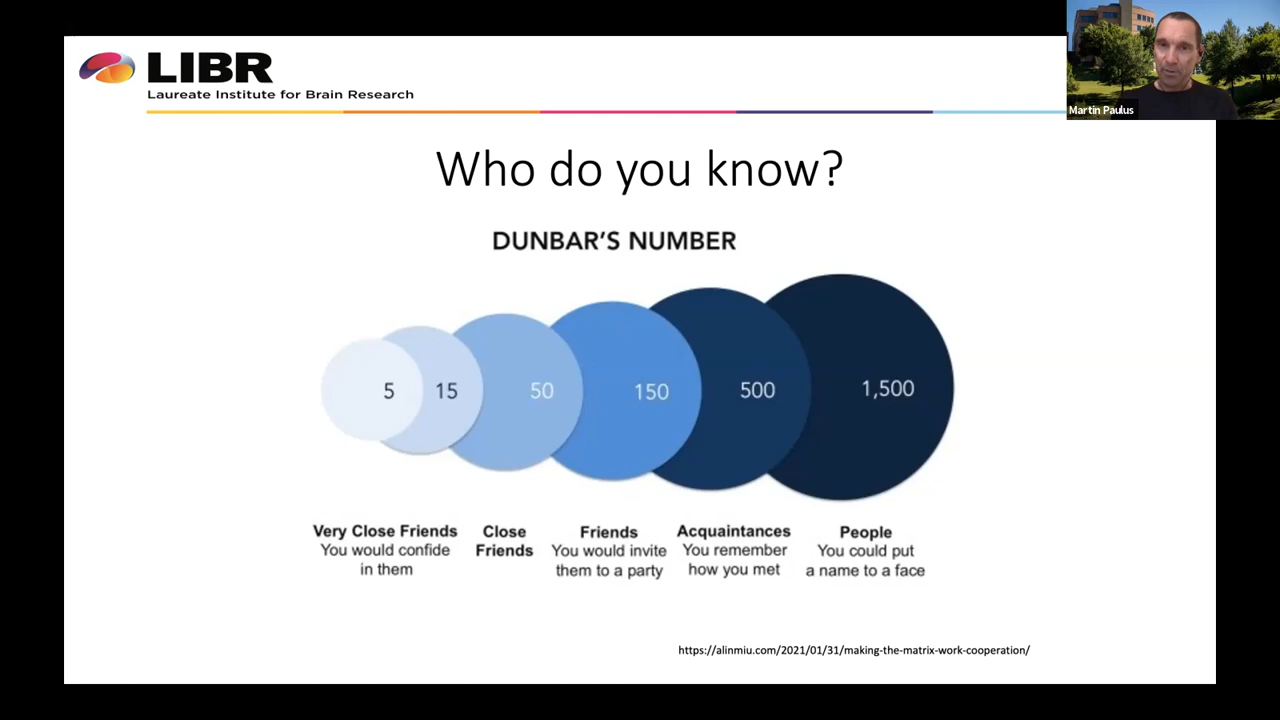 LIBR
Laureate Institute for Brain Research
Martin Paulus
Who do you know?
DUNBAR'S NUMBER
5
15
50
150
500
1,500
Very Close Friends
You would confide
in them
Close
Friends
Friends
You would invite
them to a party
Acquaintances
You remember
how you met
People
You could put
a name to a face
https://alinmiu.com/2021/01/31/making-the-matrix-work-cooperation/